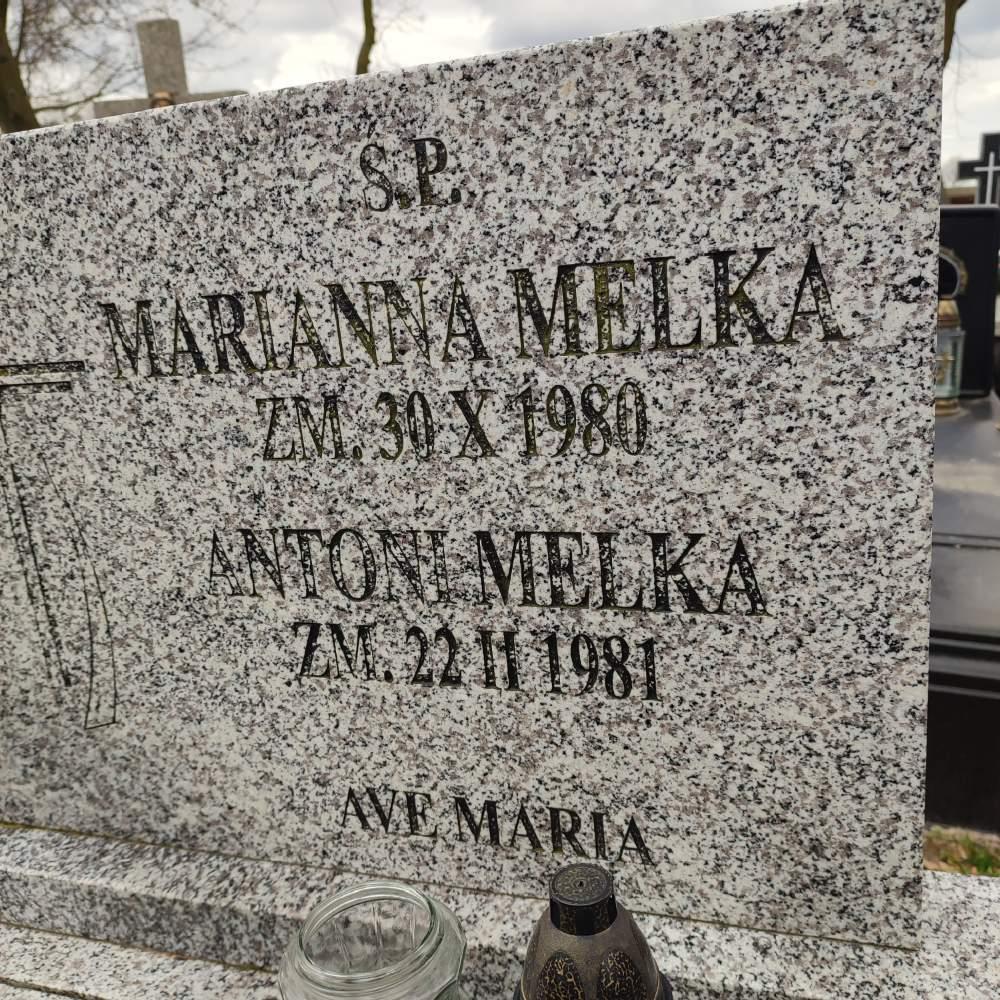 S.P.
MARIANNA MELKA
ZM. 30 X 1980
ANTONI MELKA
ZM. 22 II 1981
AVE MARIA